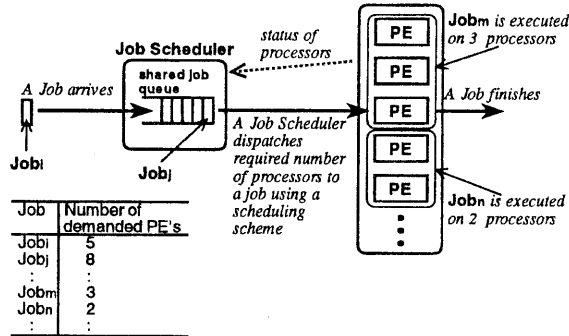 Job Scheduler
status of
processors
shared job
queue
A Job arrives
Jobi
Jobj
A Job Scheduler
dispatches
required number
of processors to
a job using a
scheduling
scheme
PE
PE
PE
PE
PE
Jobm is executed
on 3 processors
A Job finishes
Jobn is executed
on 2 processors
Job Number of
demanded PE's
Jobi 5
Jobj 8
: :
Jobm 3
Jobn 2
: :